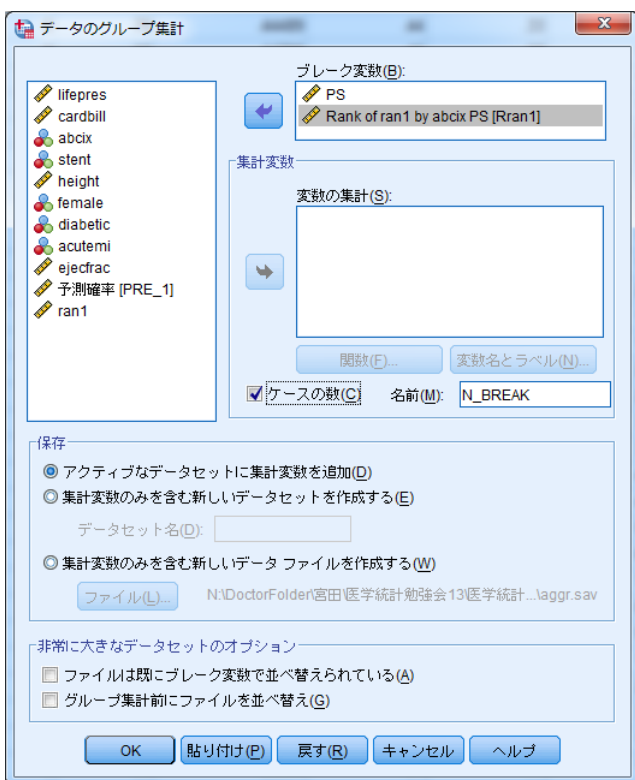 データのグループ集計
lifepres
cardbill
abcix
stent
height
female
diabetic
acutemi
ejecfrac
予測確率 [PRE_1]
ran1
ブレーク変数(B):
PS
Rank of ran1 by abcix PS [Rran1]
集計変数
変数の集計(S):
関数(F)...
変数名とラベル(N)...
ケースの数(C)
名前(M):
N_BREAK
保存
アクティブなデータセットに集計変数を追加(D)
集計変数のみを含む新しいデータセットを作成する(E)
データセット名(D):
集計変数のみを含む新しいデータ ファイルを作成する(W)
ファイル(L)...
N:\DoctorFolder\宮田\医学統計勉強会13\医学統計...\aggr.sav
非常に大きなデータセットのオプション
ファイルは既にブレーク変数で並べ替えられている(A)
グループ集計前にファイルを並べ替え(G)
OK
貼り付け(P)
戻す(R)
キャンセル
ヘルプ